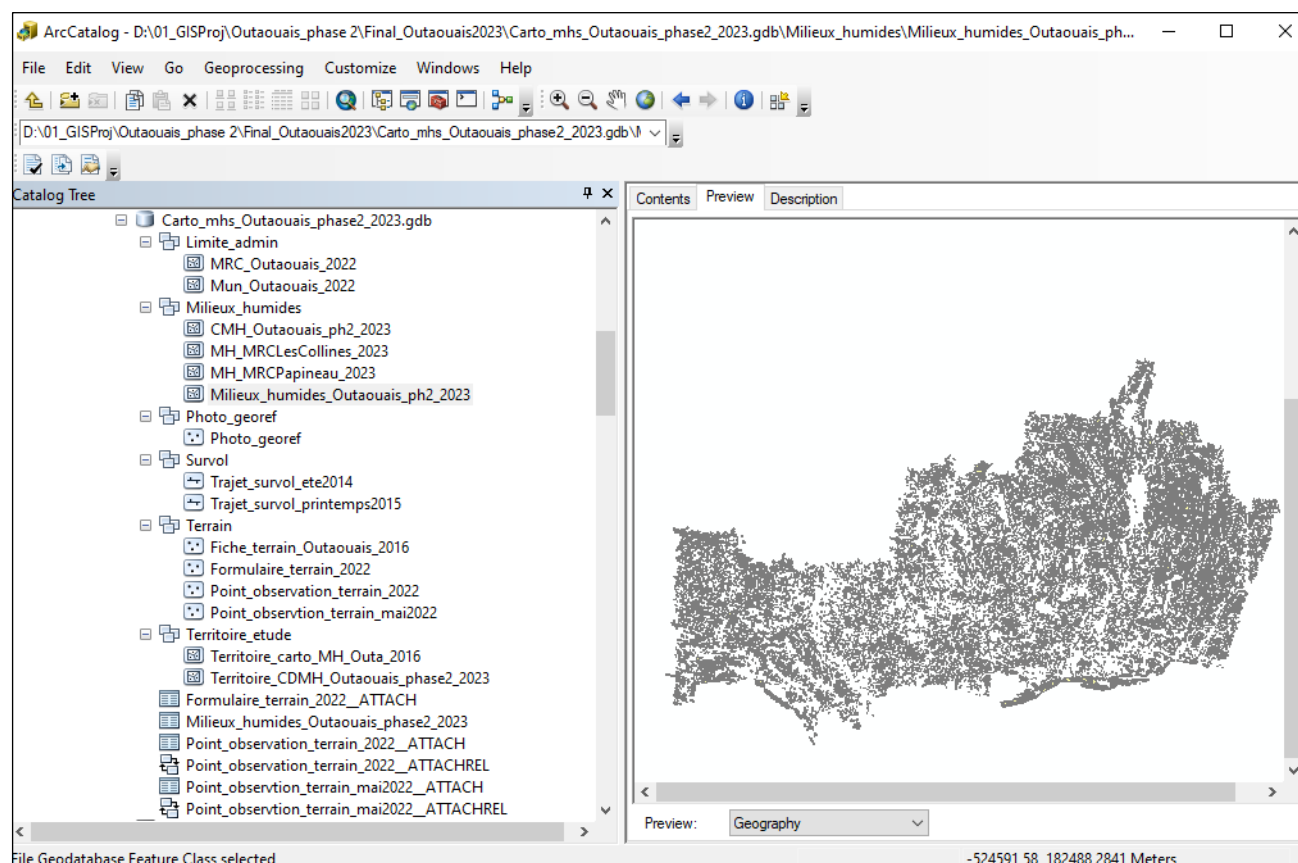 ArcCatalog - D:\01_GISProj\Outaouais_phase 2\Final_Outaouais2023\Carto_mhs_Outaouais_phase2_2023.gdb\Milieux_humides\Milieux_humides_Outaouais_ph...
File Edit View Go Geoprocessing Customize Windows Help
D:\01_GISProj\Outaouais_phase 2\Final_Outaouais2023\Carto_mhs_Outaouais_phase2_2023.gdb\
Catalog Tree
Contents Preview Description
Carto_mhs_Outaouais_phase2_2023.gdb
Limite_admin
MRC_Outaouais_2022
Mun_Outaouais_2022
Milieux_humides
CMH_Outaouais_ph2_2023
MH_MRCLesCollines_2023
MH_MRCPapineau_2023
Milieux_humides_Outaouais_ph2_2023
Photo_georef
Photo_georef
Survol
Trajet_survol_ete2014
Trajet_survol_printemps2015
Terrain
Fiche_terrain_Outaouais_2016
Formulaire_terrain_2022
Point_observation_terrain_2022
Point_observtion_terrain_mai2022
Territoire_etude
Territoire_carto_MH_Outa_2016
Territoire_CDMH_Outaouais_phase2_2023
Formulaire_terrain_2022__ATTACH
Milieux_humides_Outaouais_phase2_2023
Point_observation_terrain_2022__ATTACH
Point_observation_terrain_2022__ATTACHREL
Point_observtion_terrain_mai2022__ATTACH
Point_observtion_terrain_mai2022__ATTACHREL
Preview: Geography
File Geodatabase Feature Class selected
-524591.58 182488.2841 Meters